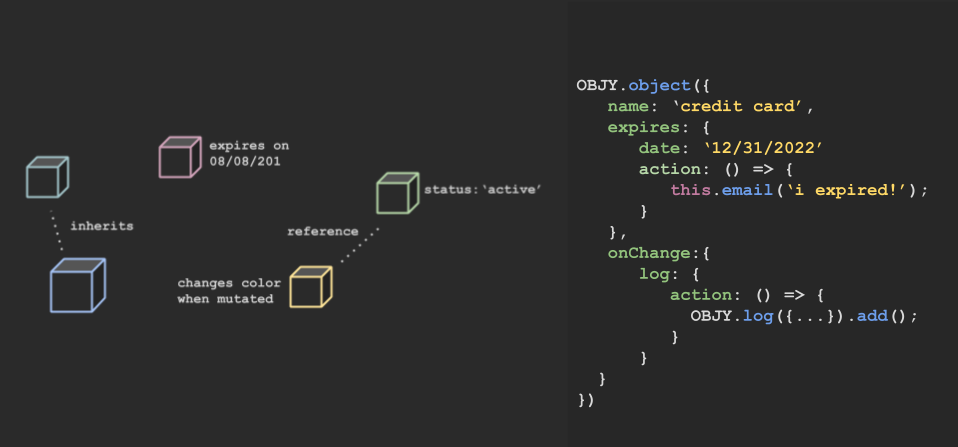 expires on
08/08/201
inherits
status:‘active’
reference
changes color
when mutated
OBJY.object({
name: ‘credit card’,
expires: {
date: ‘12/31/2022’
action: () => {
this.email(‘i expired!’);
}
},
onChange:{
log: {
action: () => {
OBJY.log({...}).add();
}
}
}
})